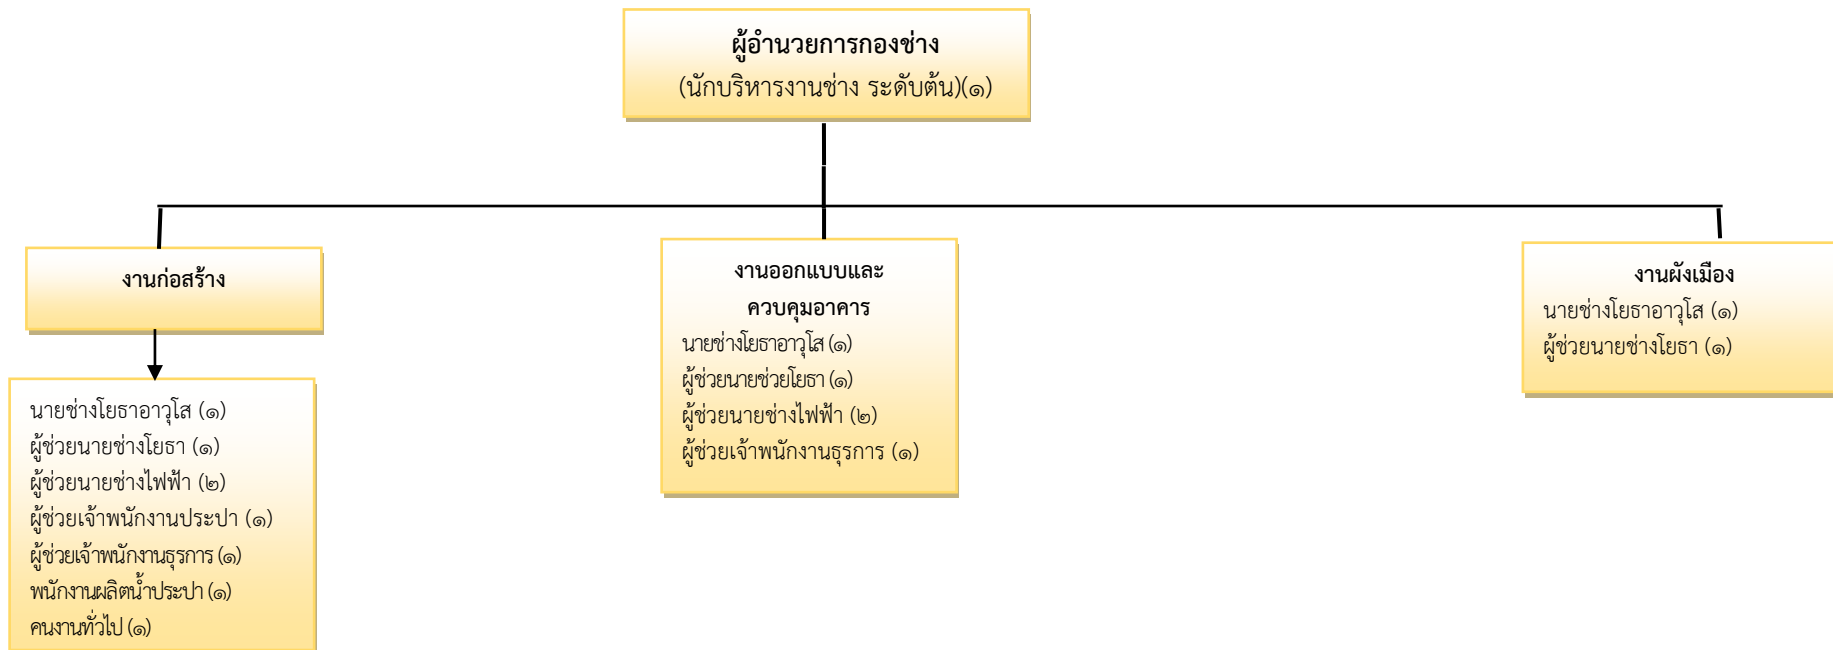 ผู้อำนวยการกองช่าง
(นักบริหารงานช่าง ระดับต้น)(๑)
งานก่อสร้าง
นายช่างโยธาอาวุโส (๑)
ผู้ช่วยนายช่างโยธา (๑)
ผู้ช่วยนายช่างไฟฟ้า (๒)
ผู้ช่วยเจ้าพนักงานประปา (๑)
ผู้ช่วยเจ้าพนักงานธุรการ (๑)
พนักงานผลิตน้ำประปา (๑)
คนงานทั่วไป (๑)
งานออกแบบและ
ควบคุมอาคาร
นายช่างโยธาอาวุโส (๑)
ผู้ช่วยนายช่วยโยธา (๑)
ผู้ช่วยนายช่างไฟฟ้า (๒)
ผู้ช่วยเจ้าพนักงานธุรการ (๑)
งานผังเมือง
นายช่างโยธาอาวุโส (๑)
ผู้ช่วยนายช่างโยธา (๑)